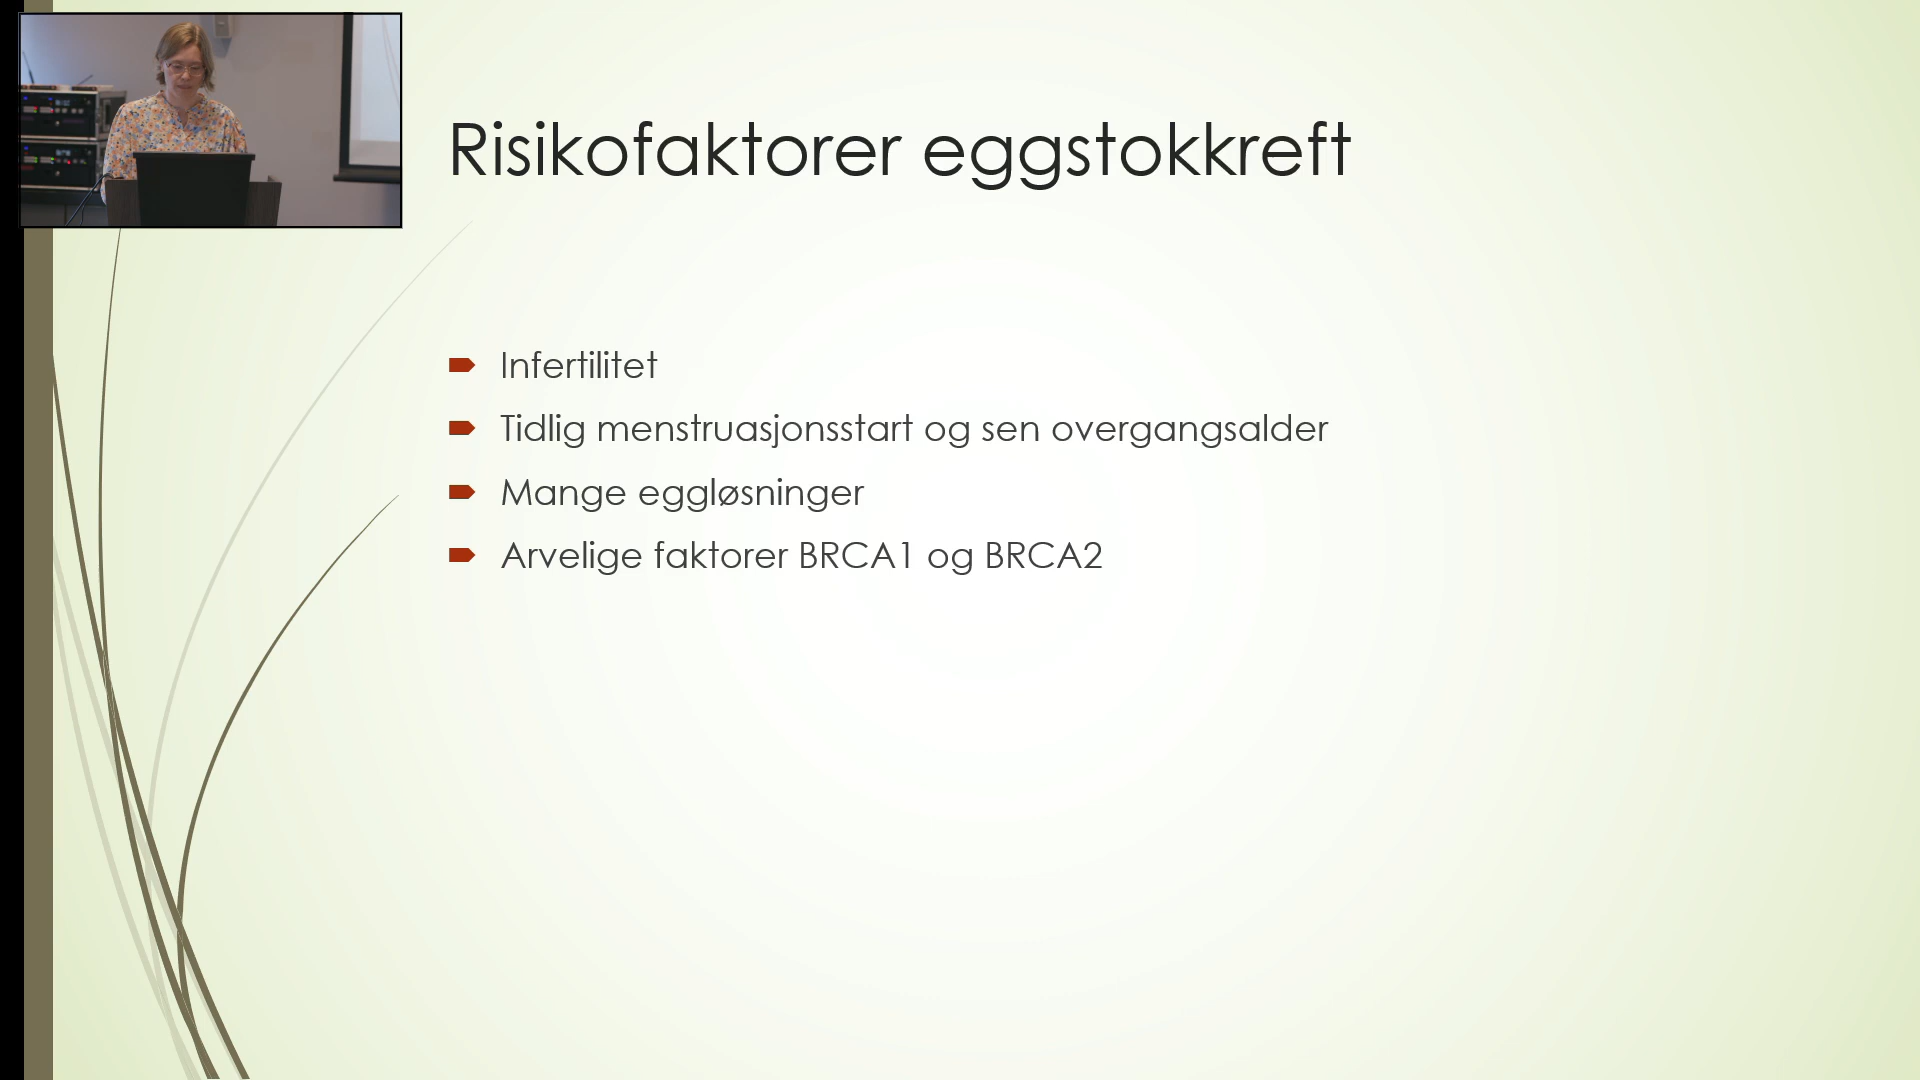 Risikofaktorer eggstokkreft
Infertilitet
Tidlig menstruasjonsstart og sen overgangsalder
Mange eggløsninger
Arvelige faktorer BRCA1 og BRCA2